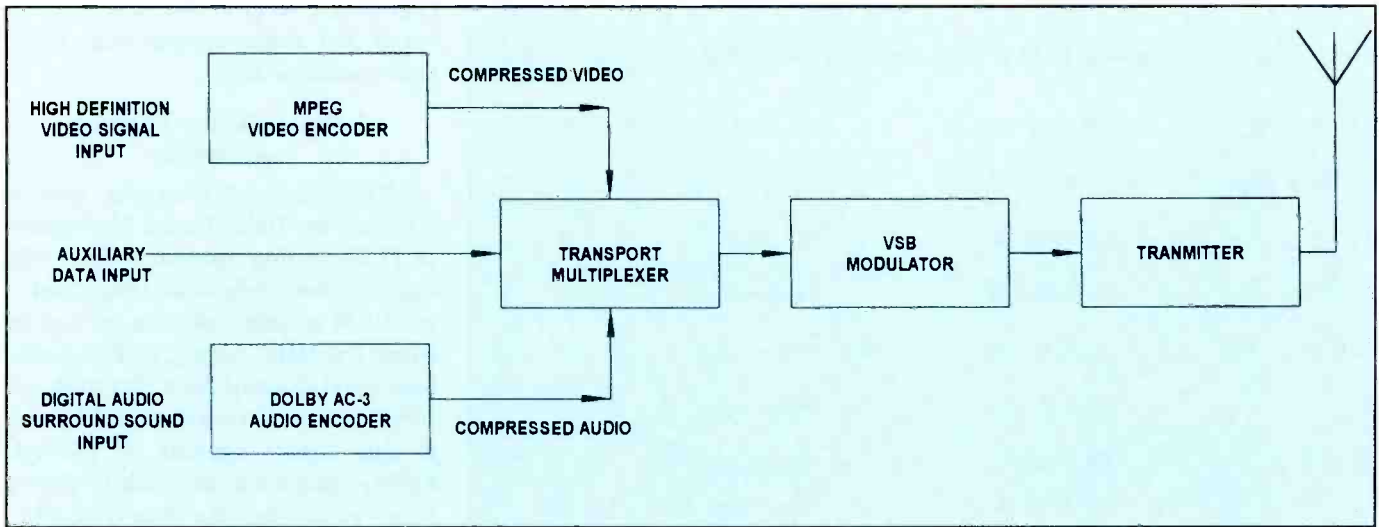 HIGH DEFINITION
VIDEO SIGNAL
INPUT
MPEG
VIDEO ENCODER
COMPRESSED VIDEO
AUXILIARY
DATA INPUT
TRANSPORT
MULTIPLEXER
VSB
MODULATOR
TRANMITTER
DIGITAL AUDIO
SURROUND SOUND
INPUT
DOLBY AC-3
AUDIO ENCODER
COMPRESSED AUDIO